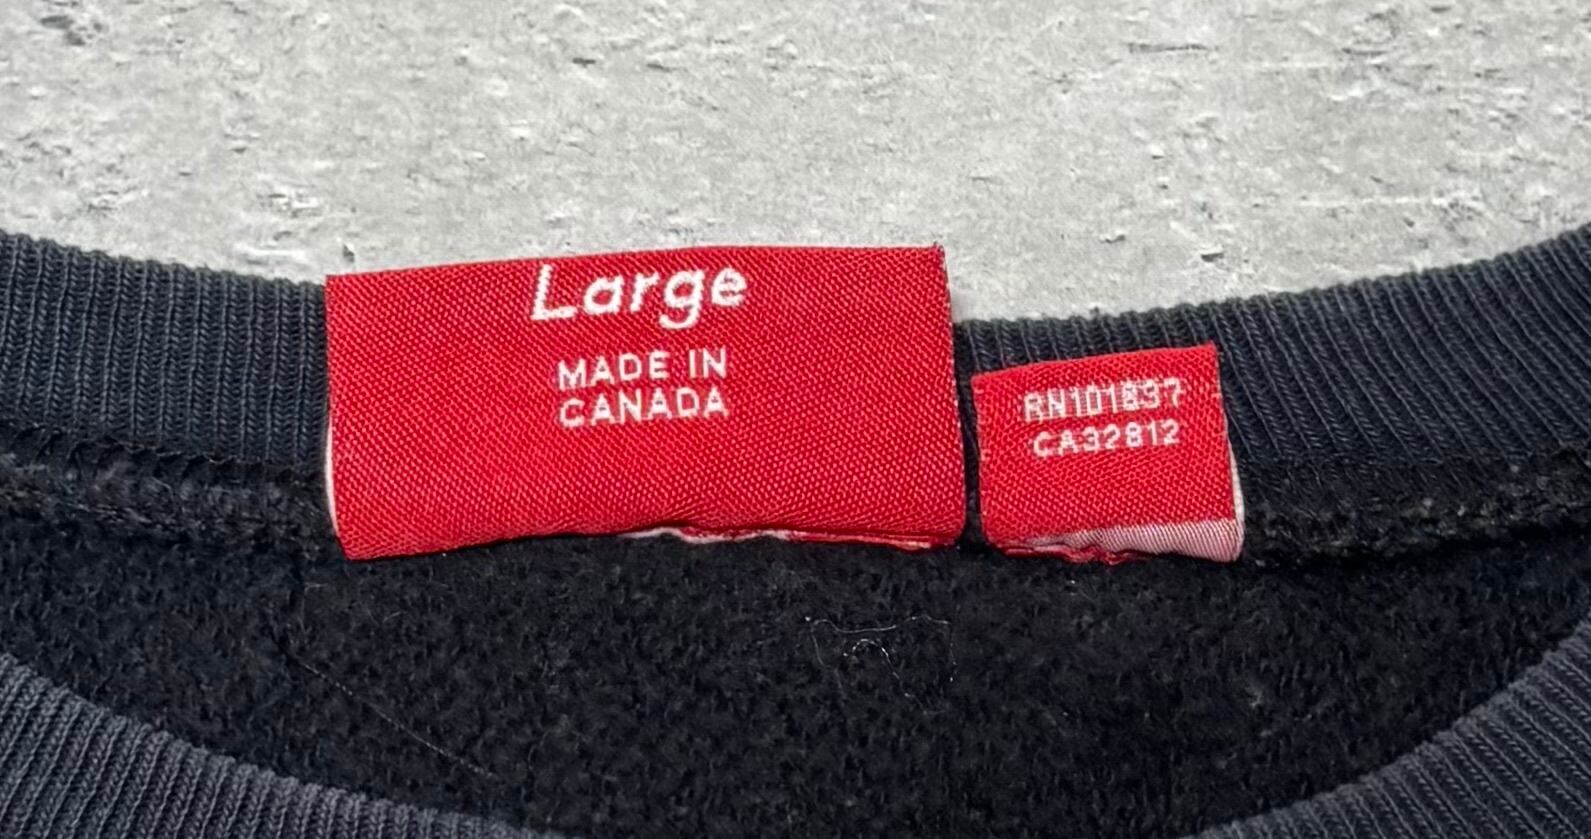 Large
MADE IN
CANADA
RN101837
CA32812